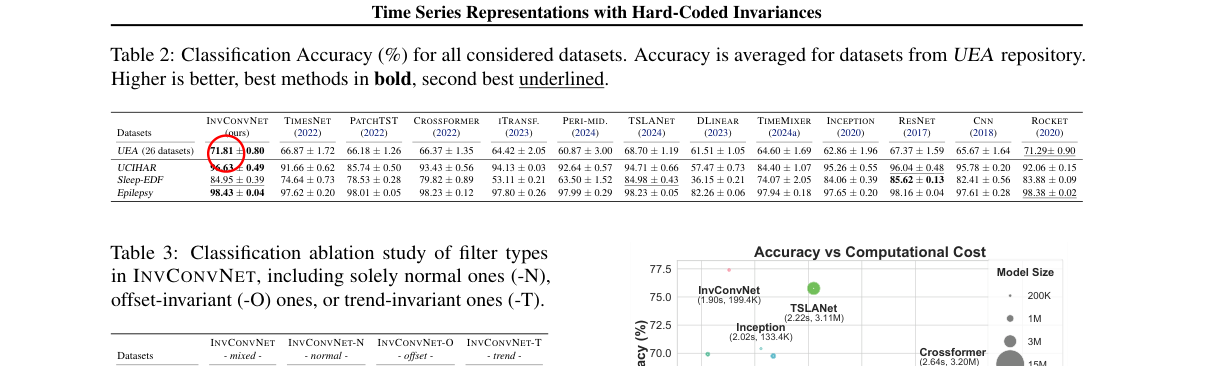 Time Series Representations with Hard-Coded Invariances
Table 2: Classification Accuracy (%) for all considered datasets. Accuracy is averaged for datasets from UEA repository.
Higher is better, best methods in bold, second best underlined.
INVCONVNET TIMESNET PATCHTST CROSSFORMER ITRANSF. PERI-MID. TSLANET DLINEAR TIMEMIXER INCEPTION RESNET CNN ROCKET
Datasets (ours) (2022) (2022) (2022) (2023) (2024) (2024) (2023) (2024a) (2020) (2017) (2018) (2020)
UEA (26 datasets) 71.81 ± 0.80 66.87 ± 1.72 66.18 ± 1.26 66.37 ± 1.35 64.42 ± 2.05 60.87 ± 3.00 68.70 ± 1.19 61.51 ± 1.05 64.60 ± 1.69 62.86 ± 1.96 67.37 ± 1.59 65.67 ± 1.64 71.29 ± 0.90
UCIHAR 96.63 ± 0.49 91.66 ± 0.62 85.74 ± 0.50 93.43 ± 0.56 94.13 ± 0.03 92.64 ± 0.57 94.71 ± 0.66 57.47 ± 0.73 84.40 ± 1.07 95.26 ± 0.55 96.04 ± 0.48 95.78 ± 0.20 92.06 ± 0.15
Sleep-EDF 84.95 ± 0.39 74.64 ± 0.73 78.53 ± 0.28 79.82 ± 0.89 53.11 ± 0.21 63.50 ± 1.52 84.98 ± 0.43 36.15 ± 0.21 74.07 ± 2.05 84.06 ± 0.39 85.62 ± 0.13 82.41 ± 0.56 83.88 ± 0.09
Epilepsy 98.43 ± 0.04 97.62 ± 0.20 98.01 ± 0.05 98.23 ± 0.12 97.80 ± 0.26 97.99 ± 0.29 98.23 ± 0.05 82.26 ± 0.06 97.94 ± 0.18 97.65 ± 0.20 98.16 ± 0.04 97.61 ± 0.28 98.38 ± 0.02
Table 3: Classification ablation study of filter types
in INVCONVNET, including solely normal ones (-N),
offset-invariant (-O) ones, or trend-invariant ones (-T).
INVCONVNET INVCONVNET-N INVCONVNET-O INVCONVNET-T
Datasets - mixed - - normal - - offset - - trend -
Accuracy vs Computational Cost
77.5
75.0
72.5
70.0
InvConvNet
(1.90s, 199.4K)
TSLANet
(2.22s, 3.11M)
Inception
(2.02s, 133.4K)
Crossformer
(2.64s, 3.20M)
Model Size
200K
1M
3M
15M